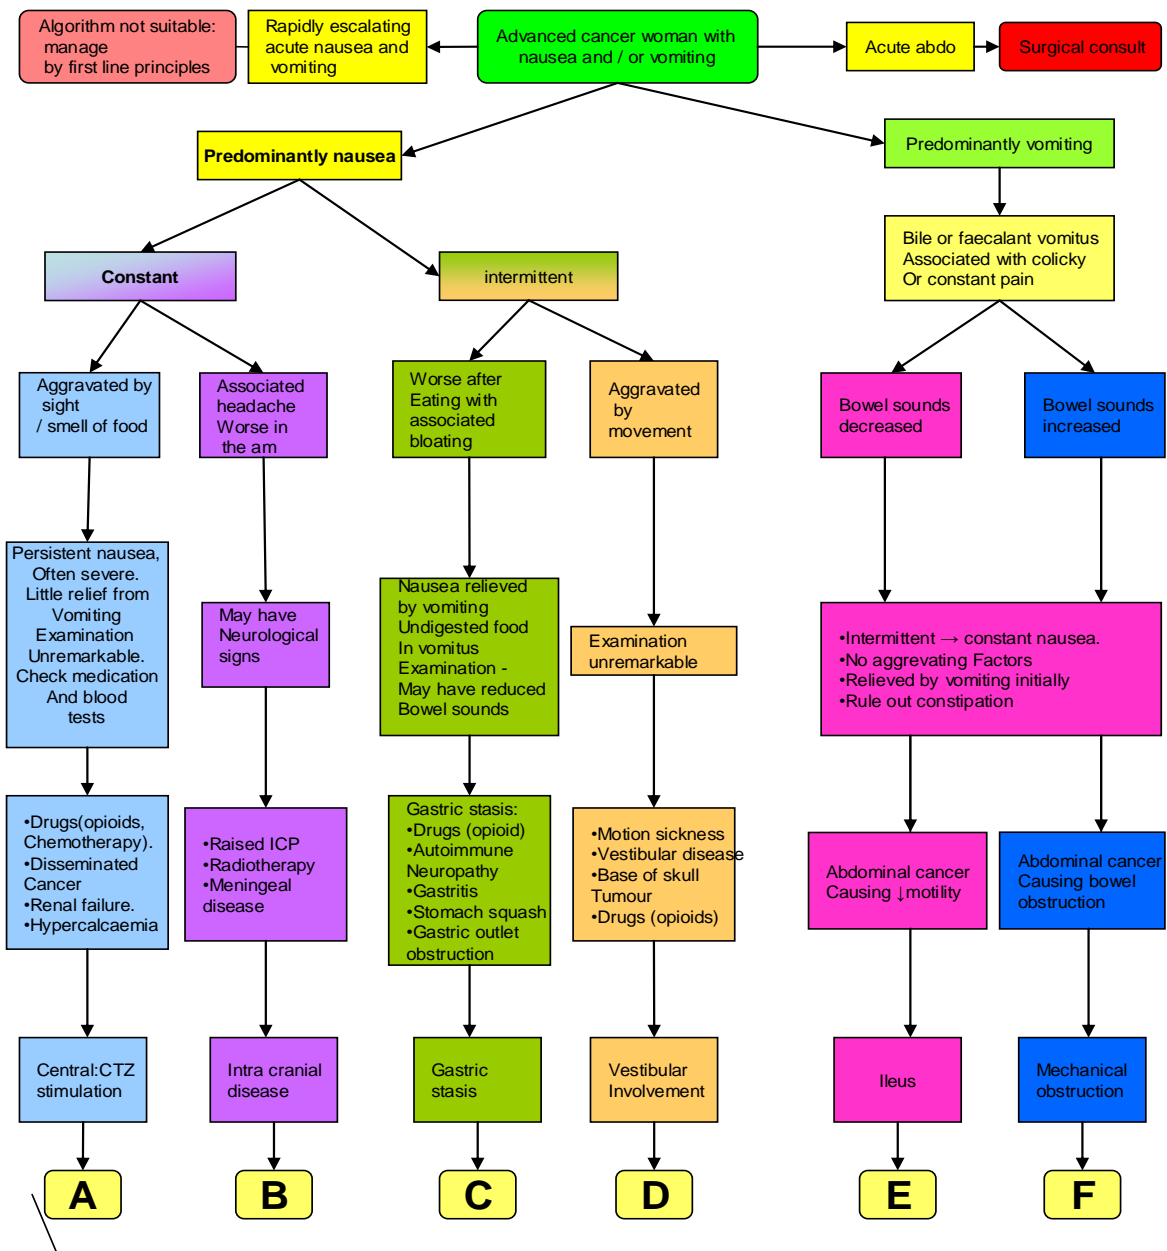 Algorithm not suitable:
manage
by first line principles
Rapidly escalating
acute nausea and
vomiting
Advanced cancer woman with
nausea and / or vomiting
Acute abdo
Surgical consult
Predominantly nausea
Predominantly vomiting
Constant
intermittent
Bile or faecalant vomitus
Associated with colicky
Or constant pain
Aggravated by
sight
/ smell of food
Associated
headache
Worse in
the am
Worse after
Eating with
associated
bloating
Aggravated
by
movement
Bowel sounds
decreased
Bowel sounds
increased
Persistent nausea,
Often severe.
Little relief from
Vomiting
Examination
Unremarkable.
Check medication
And blood
tests
May have
Neurological
signs
Nausea relieved
by vomiting
Undigested food
In vomitus
Examination -
May have reduced
Bowel sounds
Examination
unremarkable
•Intermittent → constant nausea.
•No aggrevating Factors
•Relieved by vomiting initially
•Rule out constipation
•Drugs(opioids,
Chemotherapy).
•Disseminated
Cancer
•Renal failure.
•Hypercalcaemia
•Raised ICP
•Radiotherapy
•Meningeal
disease
Gastric stasis:
•Drugs (opioid)
•Autoimmune
Neuropathy
•Gastritis
•Stomach squash
•Gastric outlet
obstruction
•Motion sickness
•Vestibular disease
•Base of skull
Tumour
•Drugs (opioids)
Abdominal cancer
Causing ↓motility
Abdominal cancer
Causing bowel
obstruction
Central:CTZ
stimulation
Intra cranial
disease
Gastric
stasis
Vestibular
Involvement
Ileus
Mechanical
obstruction
A
B
C
D
E
F